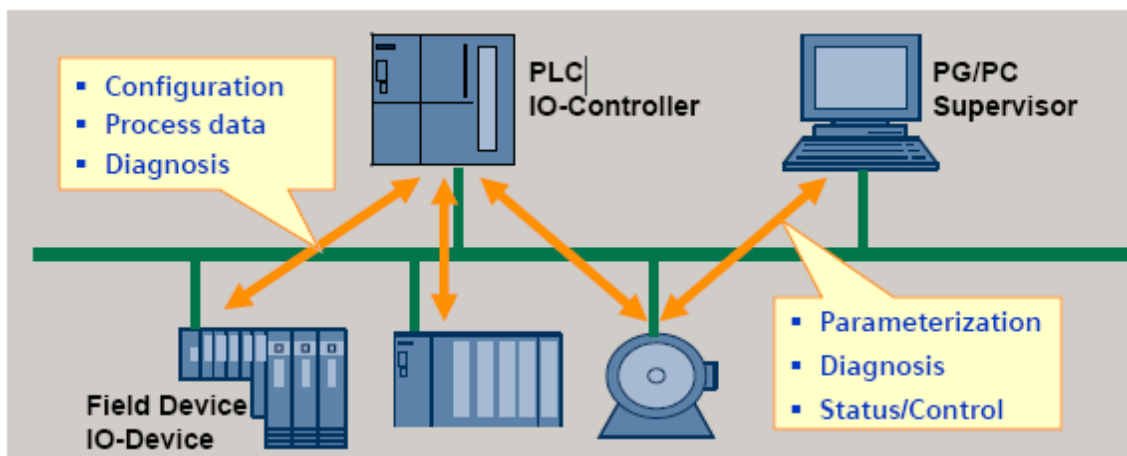 ▪ Configuration
▪ Process data
▪ Diagnosis
PLC
IO-Controller
PG/PC
Supervisor
▪ Parameterization
▪ Diagnosis
▪ Status/Control
Field Device
IO-Device